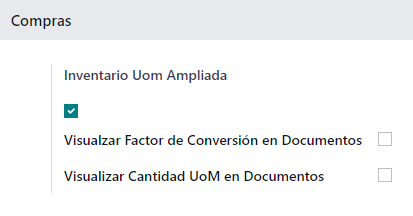 Compras
Inventario Uom Ampliada
Visualzar Factor de Conversión en Documentos
Visualizar Cantidad UoM en Documentos